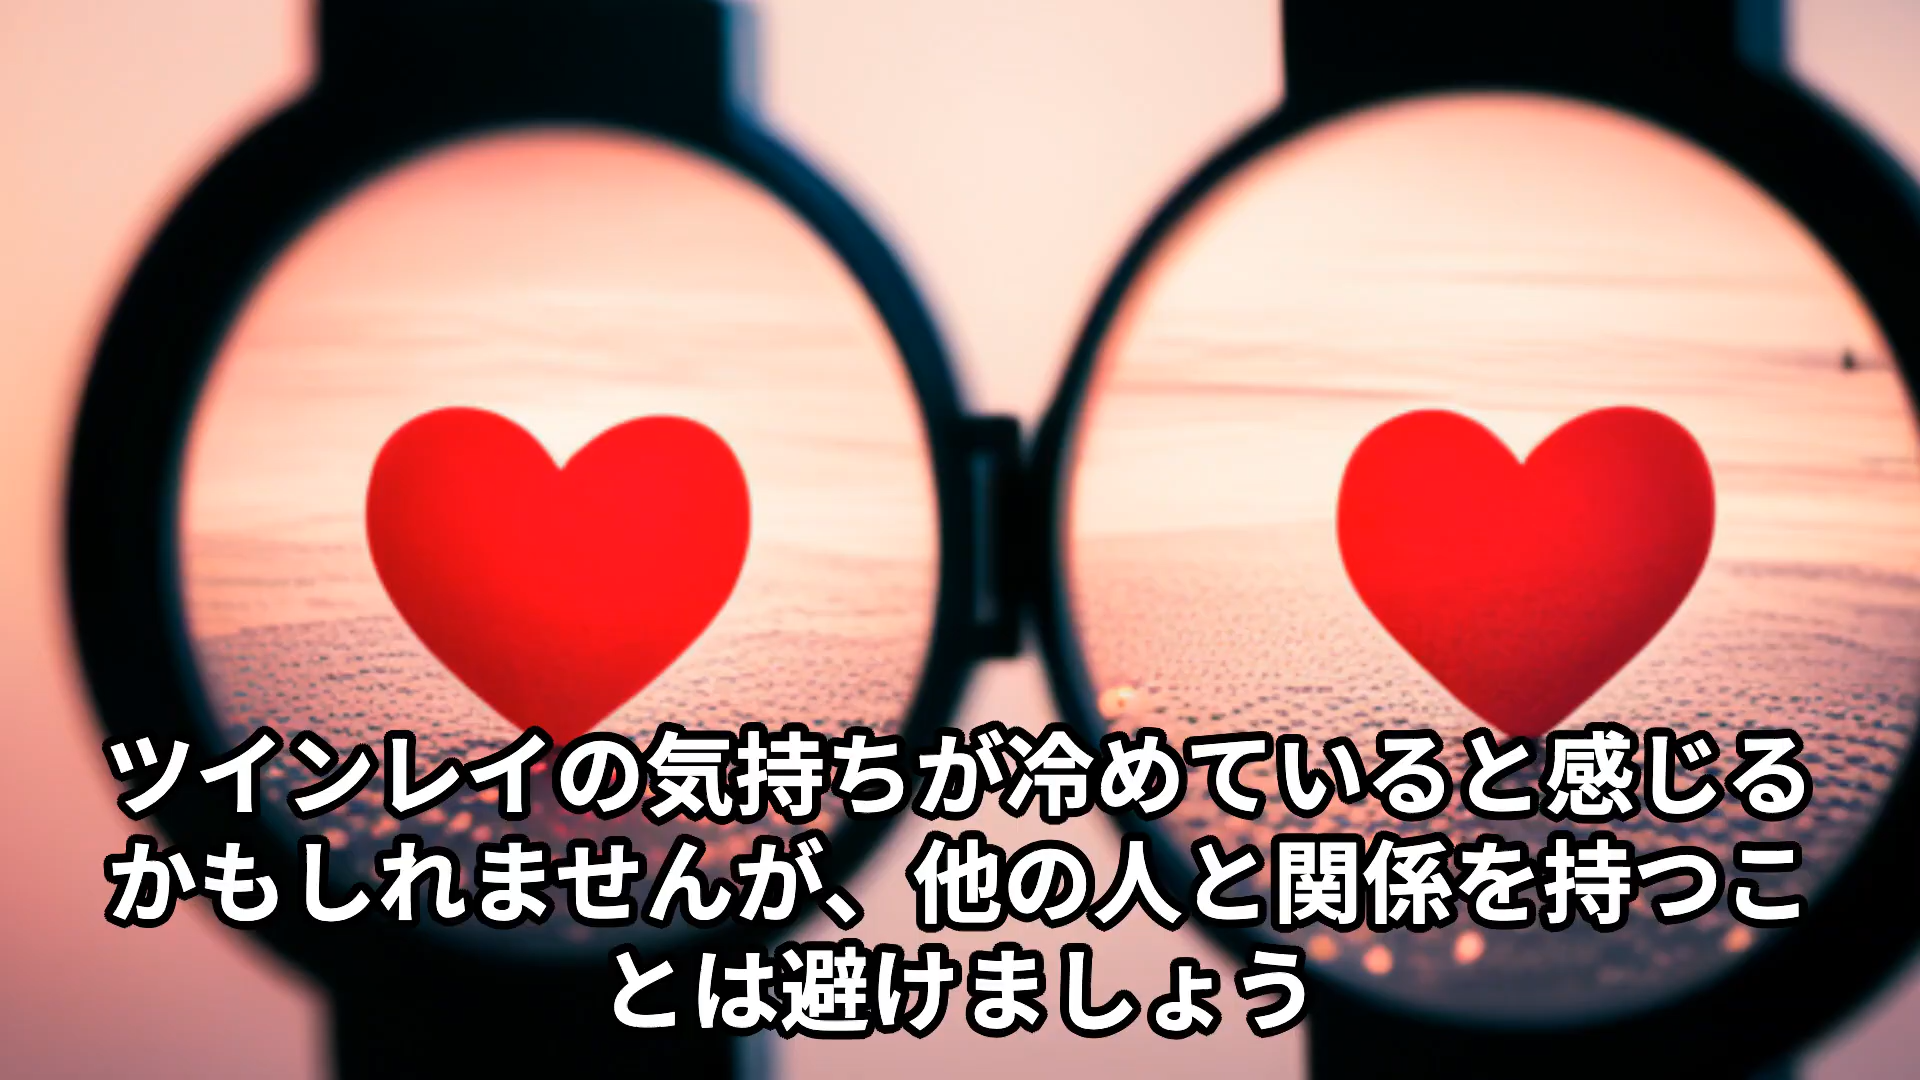 ツインレイの気持ちが冷めていると感じる
かもしれませんが、他の人と関係を持つこ
とは避けましょう